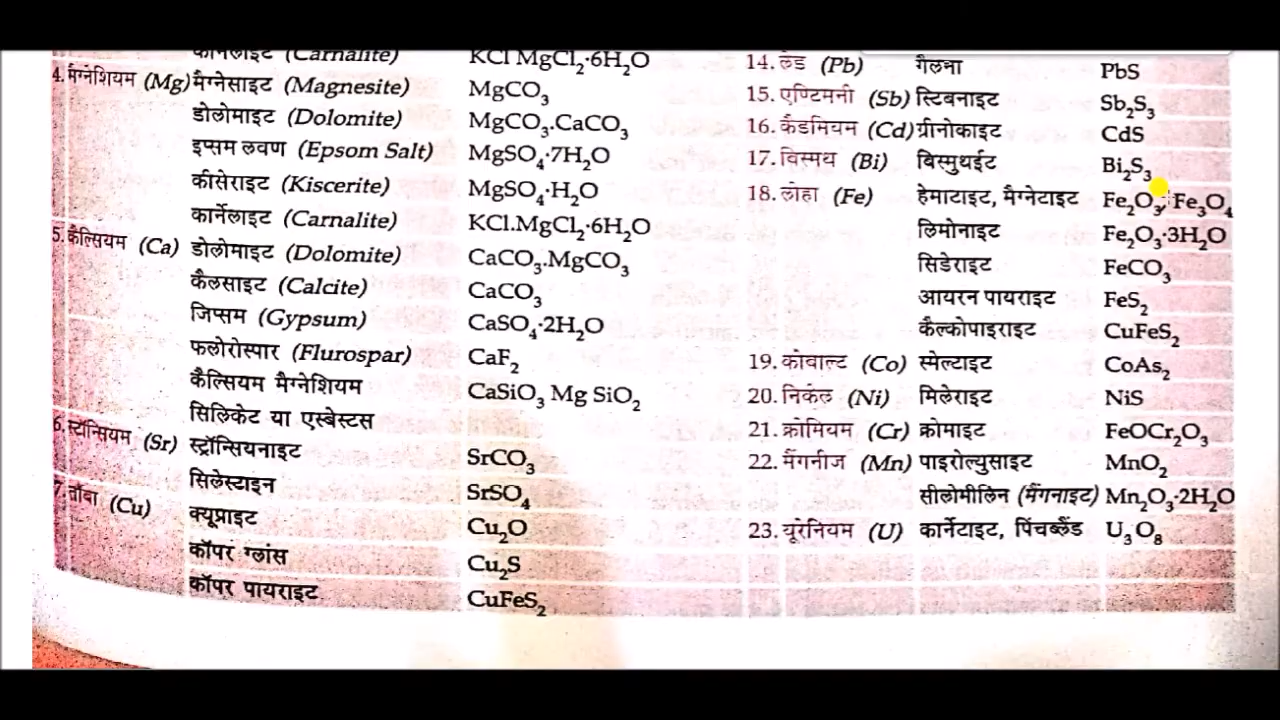 कार्नेलाइट (Carnalite) KCl MgCl₂·6H₂O
4. मैग्नेशियम (Mg) मैग्नेसाइट (Magnesite) MgCO₃
डोलोमाइट (Dolomite) MgCO₃.CaCO₃
इप्सम लवण (Epsom Salt) MgSO₄·7H₂O
कीसेराइट (Kiscerite) MgSO₄·H₂O
कार्नेलाइट (Carnalite) KCl.MgCl₂·6H₂O
5. कैल्सियम (Ca) डोलोमाइट (Dolomite) CaCO₃.MgCO₃
कैलसाइट (Calcite) CaCO₃
जिप्सम (Gypsum) CaSO₄·2H₂O
फलोरोस्पार (Flurospar) CaF₂
कैल्सियम मैग्नेशियम CaSiO₃ Mg SiO₂
सिलिकेट या एस्बेस्टस
6. स्ट्रॉन्सियम (Sr) स्ट्रॉन्सियनाइट SrCO₃
सिलेस्टाइन SrSO₄
7. ताँबा (Cu) क्यूप्राइट Cu₂O
कॉपर ग्लांस Cu₂S
कॉपर पायराइट CuFeS₂
14. लेड (Pb) गैलना PbS
15. एण्टिमनी (Sb) स्टिबनाइट Sb₂S₃
16. कैडमियम (Cd) ग्रीनोकाइट CdS
17. विस्मथ (Bi) बिस्मुथाईट Bi₂S₃
18. लोहा (Fe) हेमाटाइट, मैग्नेटाइट Fe₂O₃, Fe₃O₄
लिमोनाइट Fe₂O₃·3H₂O
सिडेराइट FeCO₃
आयरन पायराइट FeS₂
कैल्कोपाइराइट CuFeS₂
19. कोवाल्ट (Co) स्मेल्टाइट CoAs₂
20. निकेल (Ni) मिलेराइट NiS
21. क्रोमियम (Cr) क्रोमाइट FeOCr₂O₃
22. मैंगनीज (Mn) पाइरोल्युसाइट MnO₂
सीलोमीलिन (मैंगनाइट) Mn₂O₃·2H₂O
23. यूरेनियम (U) कार्नेटाइट, पिंचब्लैंड U₃O₈